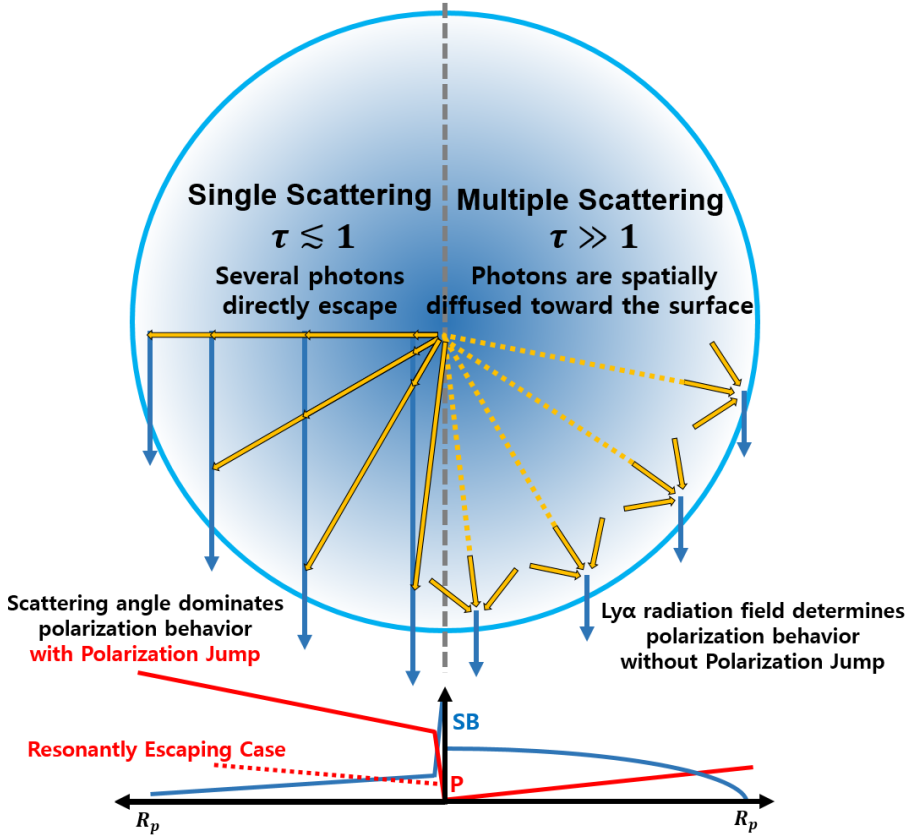 Single Scattering
τ ≲ 1
Several photons
directly escape
Multiple Scattering
τ ≫ 1
Photons are spatially
diffused toward the surface
Scattering angle dominates
polarization behavior
with Polarization Jump
Lyα radiation field determines
polarization behavior
without Polarization Jump
SB
Resonantly Escaping Case
P
R_p
R_p